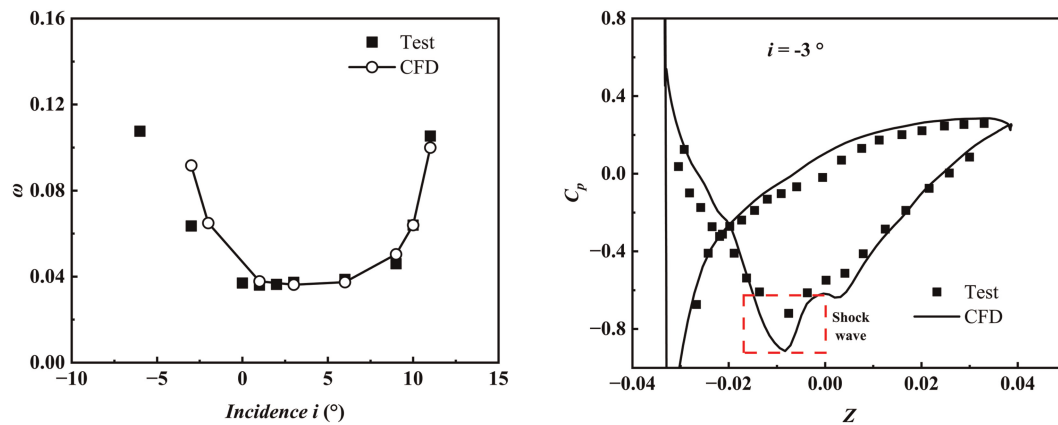 0.16
0.12
0.08
0.04
0.00
ω
−10
−5
0
5
10
15
Incidence i (°)
Test
CFD
0.8
0.4
0.0
−0.4
−0.8
Cp
i = -3 °
Shock
wave
Test
CFD
−0.04
−0.02
0.00
0.02
0.04
Z